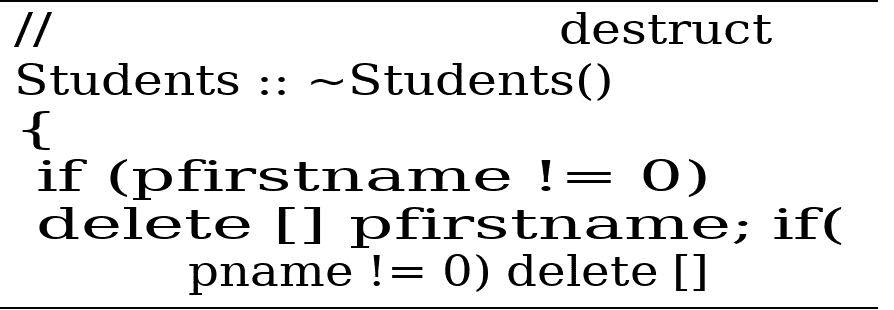 // destruct
Students :: ~Students()
{
if (pfirstname != 0)
delete [] pfirstname; if(
pname != 0) delete []